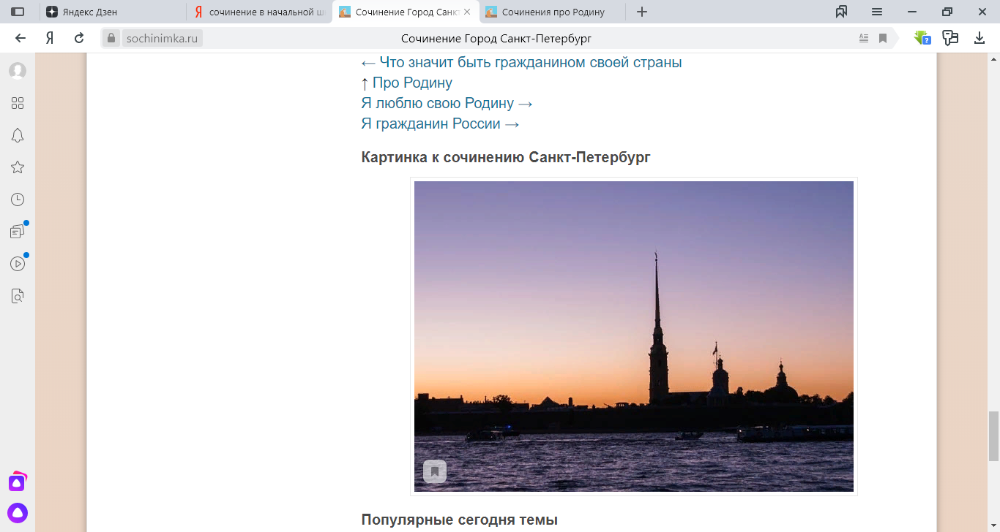 Яндекс Дзен
сочинение в начальной ш
Сочинение Город Санкт
Сочинения про Родину
Я
sochinimka.ru
Сочинение Город Санкт-Петербург
← Что значит быть гражданином своей страны
↑ Про Родину
Я люблю свою Родину →
Я гражданин России →
Картинка к сочинению Санкт-Петербург
Популярные сегодня темы